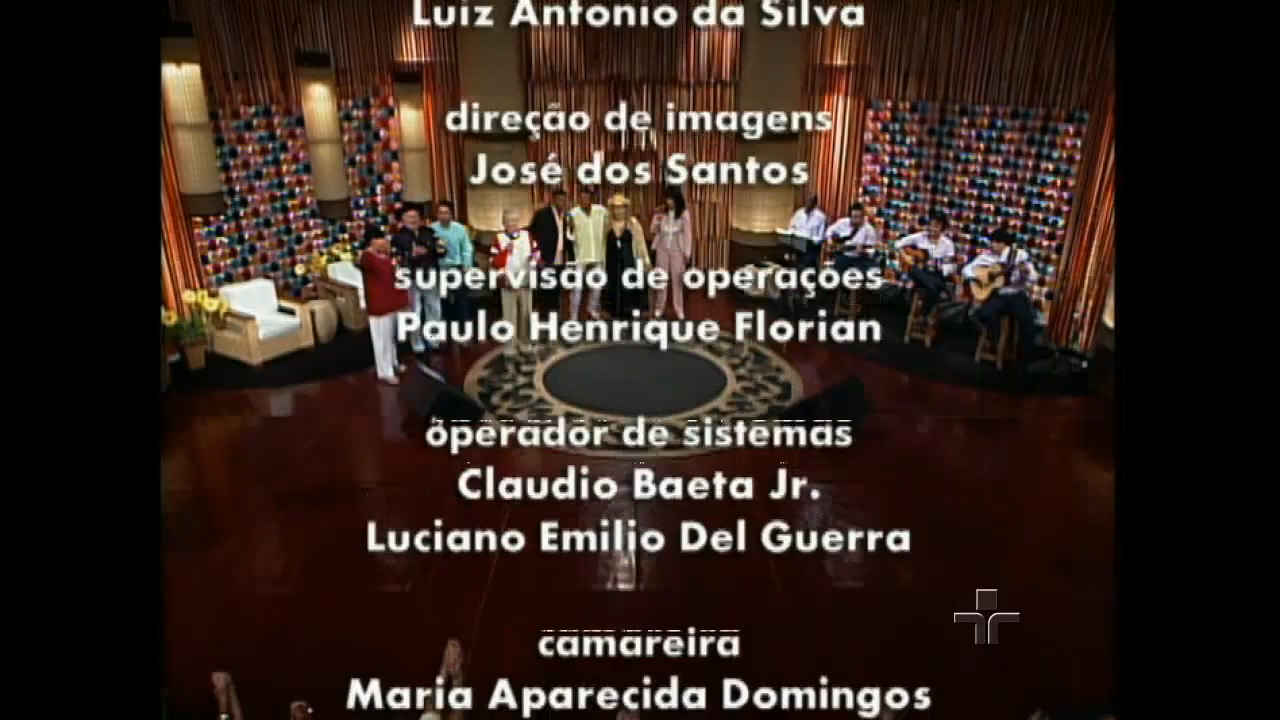 Luiz Antonio da Silva
direção de imagens
José dos Santos
supervisão de operações
Paulo Henrique Florian
operador de sistemas
Claudio Baeta Jr.
Luciano Emilio Del Guerra
camareira
Maria Aparecida Domingos